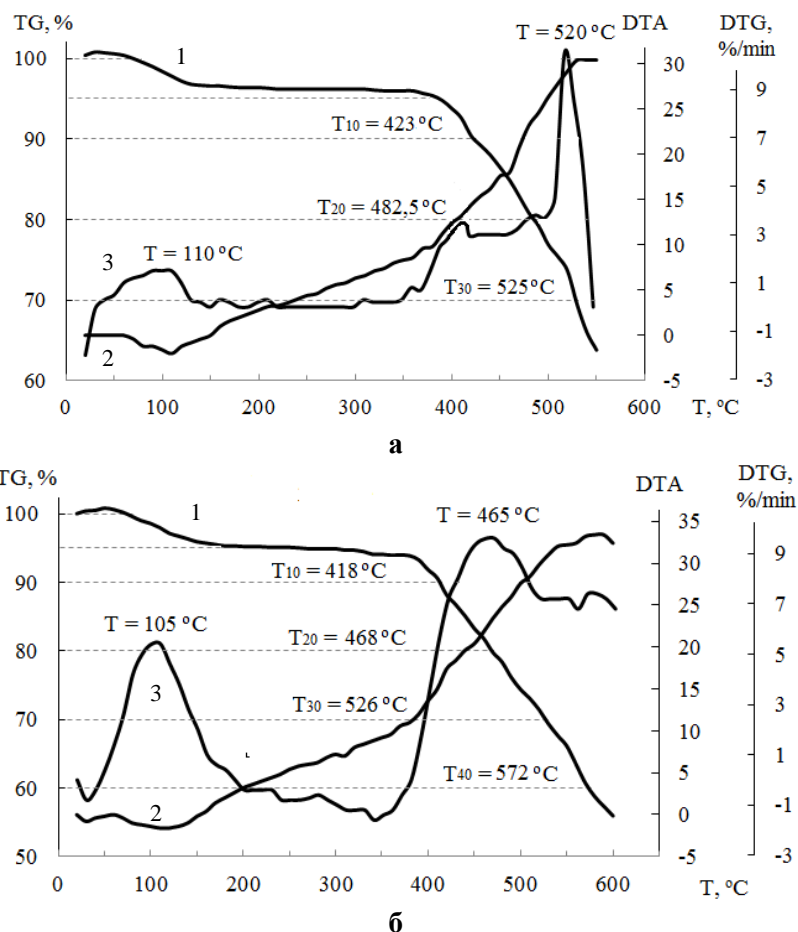 TG, %
DTA
DTG,
%/min
T = 520 °C
1
100
90
80
70
60
30
25
20
15
10
5
0
-5
9
7
5
3
1
-1
-3
T10 = 423 °C
T20 = 482,5 °C
3
T = 110 °C
T30 = 525°C
2
0
100
200
300
400
500
600
T, °C
а
TG, %
DTA
DTG,
%/min
1
T = 465 °C
100
90
80
70
60
50
35
30
25
20
15
10
5
0
-5
9
7
5
3
1
-1
-3
T10 = 418 °C
T = 105 °C
T20 = 468 °C
3
T30 = 526 °C
T40 = 572 °C
2
0
100
200
300
400
500
600
T, °C
б